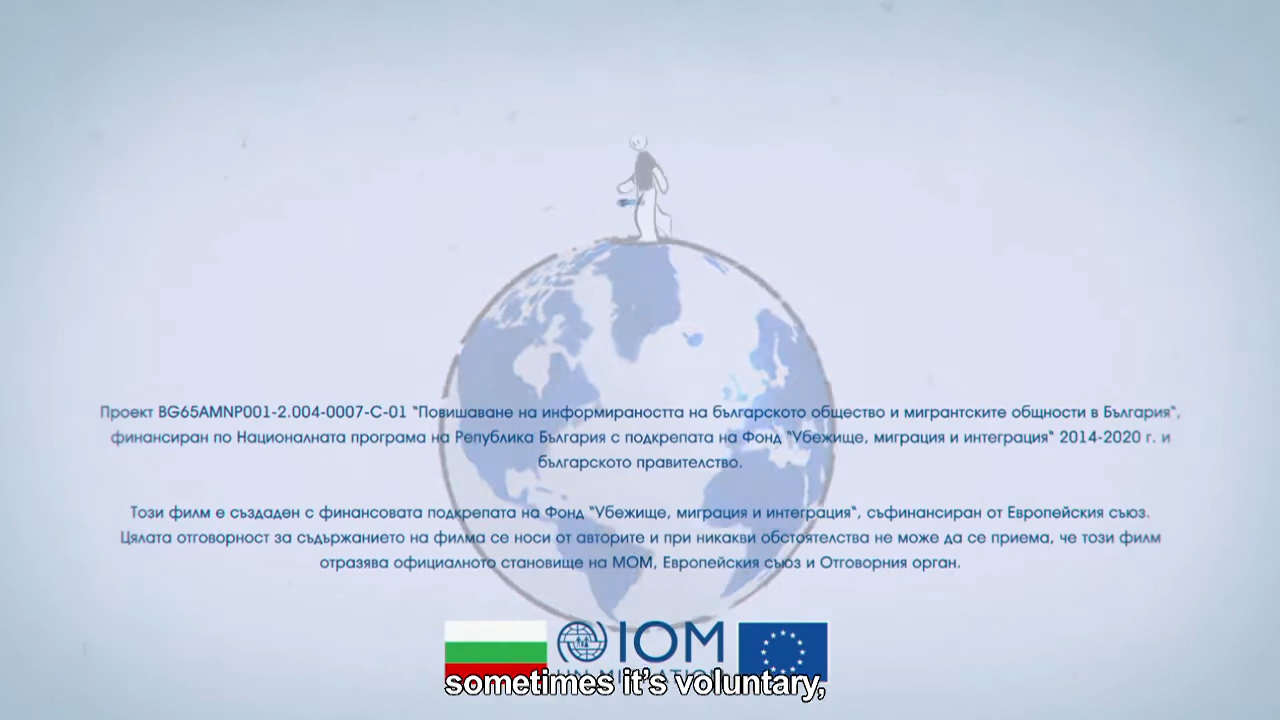 Проект BG65AMNP001-2.004-0007-C-01 "Повишаване на информираността на българското общество и мигрантските общности в България",
финансиран по Националната програма на Република България с подкрепата на Фонд "Убежище, миграция и интеграция" 2014-2020 г. и
българското правителство.
Този филм е създаден с финансовата подкрепата на Фонд "Убежище, миграция и интеграция", съфинансиран от Европейския съюз.
Цялата отговорност за съдържанието на филма се носи от авторите и при никакви обстоятелства не може да се приема, че този филм
отразява официалното становище на МОМ, Европейския съюз и Отговорния орган.
IOM
sometimes it's voluntary,